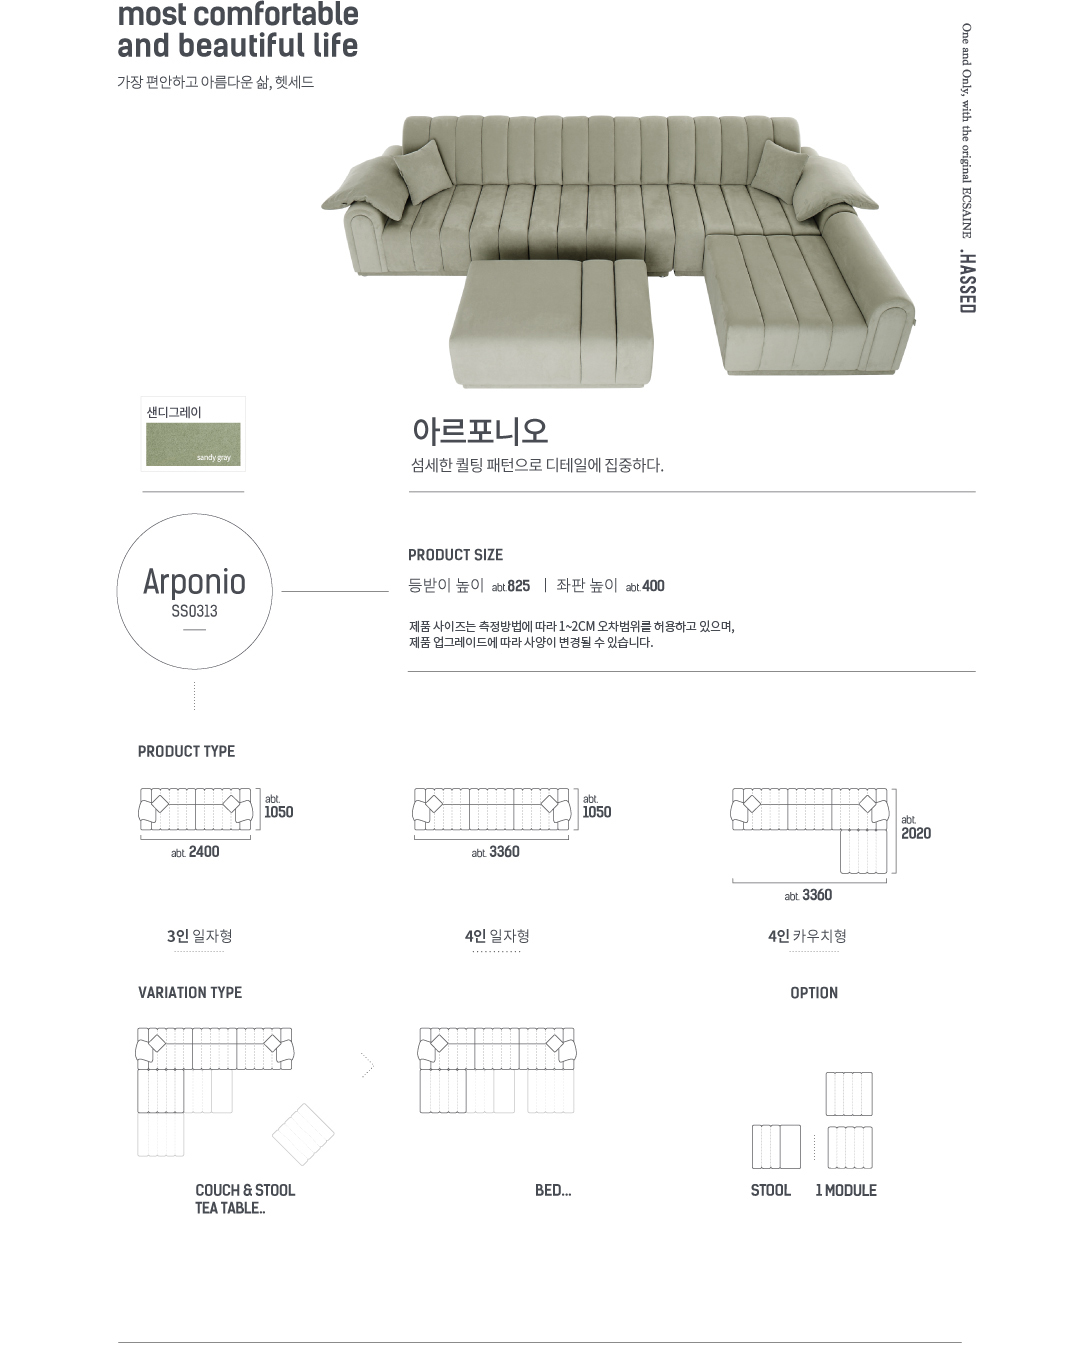 most comfortable
and beautiful life
가장 편안하고 아름다운 삶, 헷세드
One and Only, with the original ECSAINE .HASSED
샌디그레이
sandy gray
아르포니오
섬세한 퀄팅 패턴으로 디테일에 집중하다.
Arponio
SS0313
PRODUCT SIZE
등받이 높이 abt.825 | 좌판 높이 abt.400
제품 사이즈는 측정방법에 따라 1~2CM 오차범위를 허용하고 있으며,
제품 업그레이드에 따라 사양이 변경될 수 있습니다.
PRODUCT TYPE
abt.
1050
abt. 2400
3인 일자형
abt.
1050
abt. 3360
4인 일자형
abt.
2020
abt. 3360
4인 카우치형
VARIATION TYPE
COUCH & STOOL
TEA TABLE..
BED...
OPTION
STOOL
1 MODULE